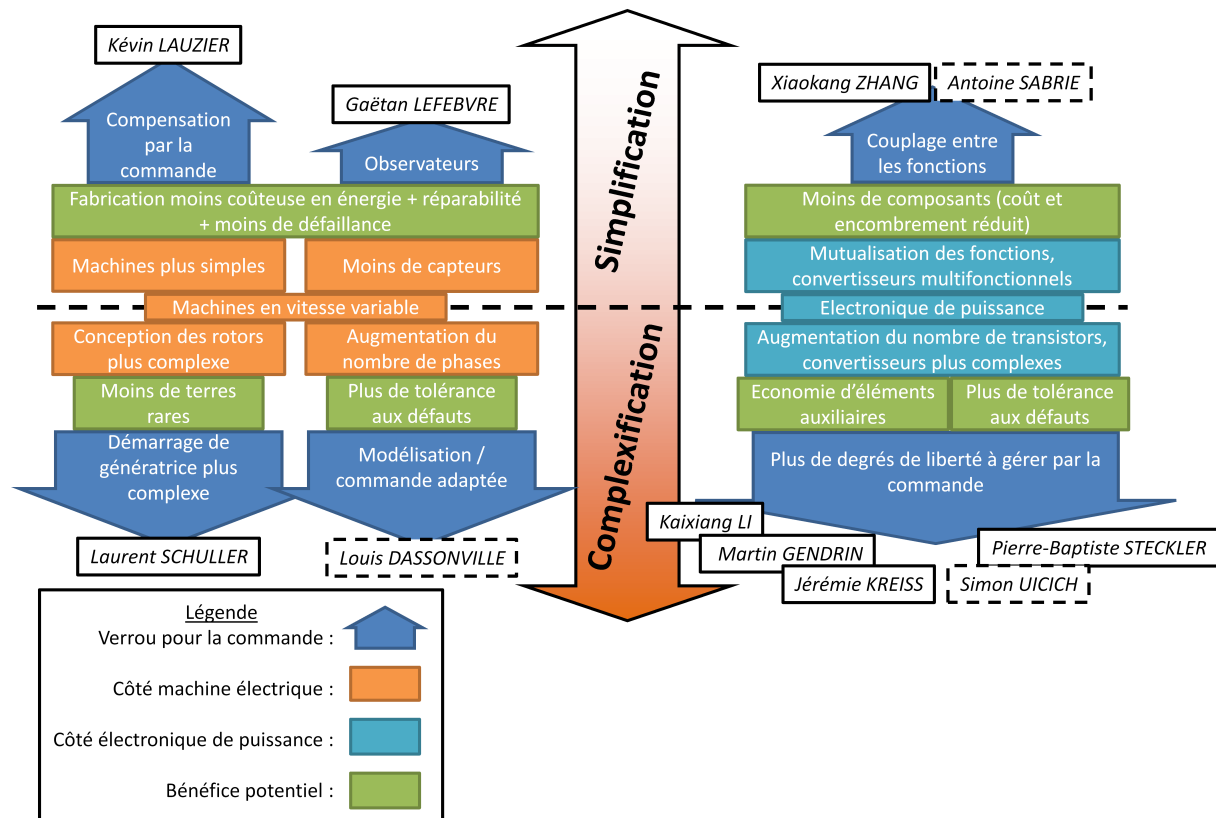 Kévin LAUZIER
Compensation
par la
commande
Gaëtan LEFEBVRE
Observateurs
Fabrication moins coûteuse en énergie + réparabilité
+ moins de défaillance
Machines plus simples
Moins de capteurs
Machines en vitesse variable
Conception des rotors
plus complexe
Augmentation du
nombre de phases
Moins de terres
rares
Plus de tolérance
aux défauts
Démarrage de
génératrice plus
complexe
Modélisation /
commande adaptée
Laurent SCHULLER
Louis DASSONVILLE
Simplification
Complexification
Xiaokang ZHANG
Antoine SABRIE
Couplage entre
les fonctions
Moins de composants (coût et
encombrement réduit)
Mutualisation des fonctions,
convertisseurs multifonctionnels
Electronique de puissance
Augmentation du nombre de transistors,
convertisseurs plus complexes
Economie d’éléments
auxiliaires
Plus de tolérance
aux défauts
Plus de degrés de liberté à gérer par la
commande
Kaixiang LI
Martin GENDRIN
Jérémie KREISS
Pierre-Baptiste STECKLER
Simon UICICH
Légende
Verrou pour la commande :
Côté machine électrique :
Côté électronique de puissance :
Bénéfice potentiel :